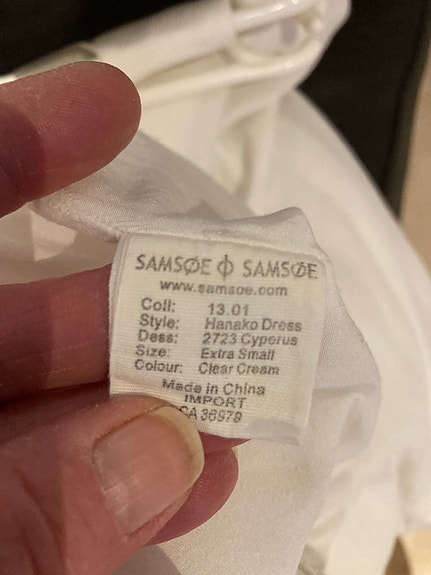 SAMSØE ϕ SAMSØE
www.samsoe.com
Coll: 13.01
Style: Hanako Dress
Dess: 2723 Cyperus
Size: Extra Small
Colour: Clear Cream
Made in China
IMPORT
CA 36979